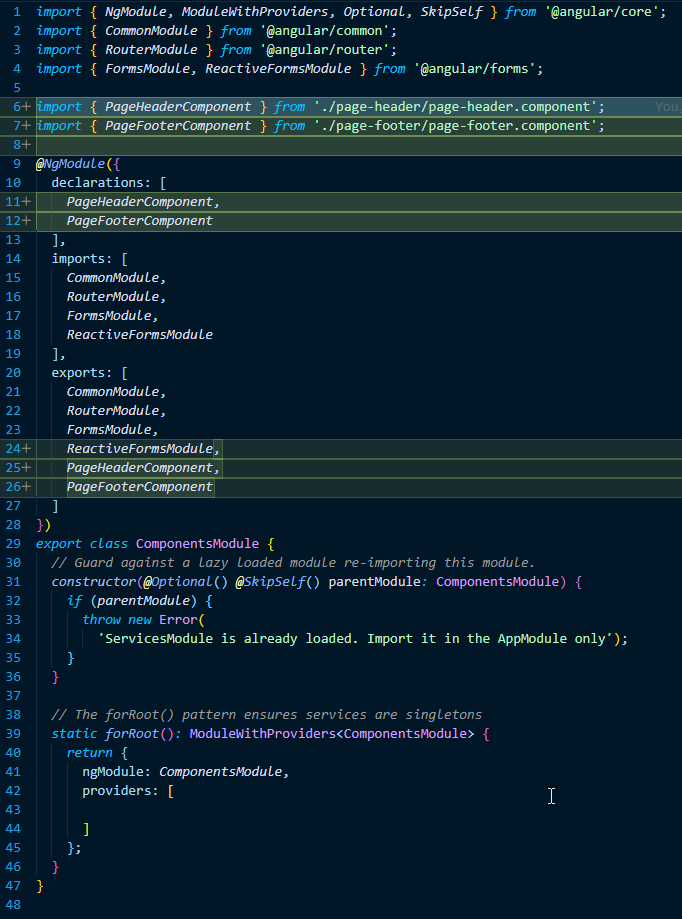 1 import { NgModule, ModuleWithProviders, Optional, SkipSelf } from '@angular/core';
2 import { CommonModule } from '@angular/common';
3 import { RouterModule } from '@angular/router';
4 import { FormsModule, ReactiveFormsModule } from '@angular/forms';
5
6+ import { PageHeaderComponent } from './page-header/page-header.component'; You
7+ import { PageFooterComponent } from './page-footer/page-footer.component';
8+
9 @NgModule({
10 declarations: [
11+ PageHeaderComponent,
12+ PageFooterComponent
13 ],
14 imports: [
15 CommonModule,
16 RouterModule,
17 FormsModule,
18 ReactiveFormsModule
19 ],
20 exports: [
21 CommonModule,
22 RouterModule,
23 FormsModule,
24+ ReactiveFormsModule,
25+ PageHeaderComponent,
26+ PageFooterComponent
27 ]
28 })
29 export class ComponentsModule {
30 // Guard against a lazy loaded module re-importing this module.
31 constructor(@Optional() @SkipSelf() parentModule: ComponentsModule) {
32 if (parentModule) {
33 throw new Error(
34 'ServicesModule is already loaded. Import it in the AppModule only');
35 }
36 }
37
38 // The forRoot() pattern ensures services are singletons
39 static forRoot(): ModuleWithProviders<ComponentsModule> {
40 return {
41 ngModule: ComponentsModule,
42 providers: [
43
44 ]
45 };
46 }
47 }
48